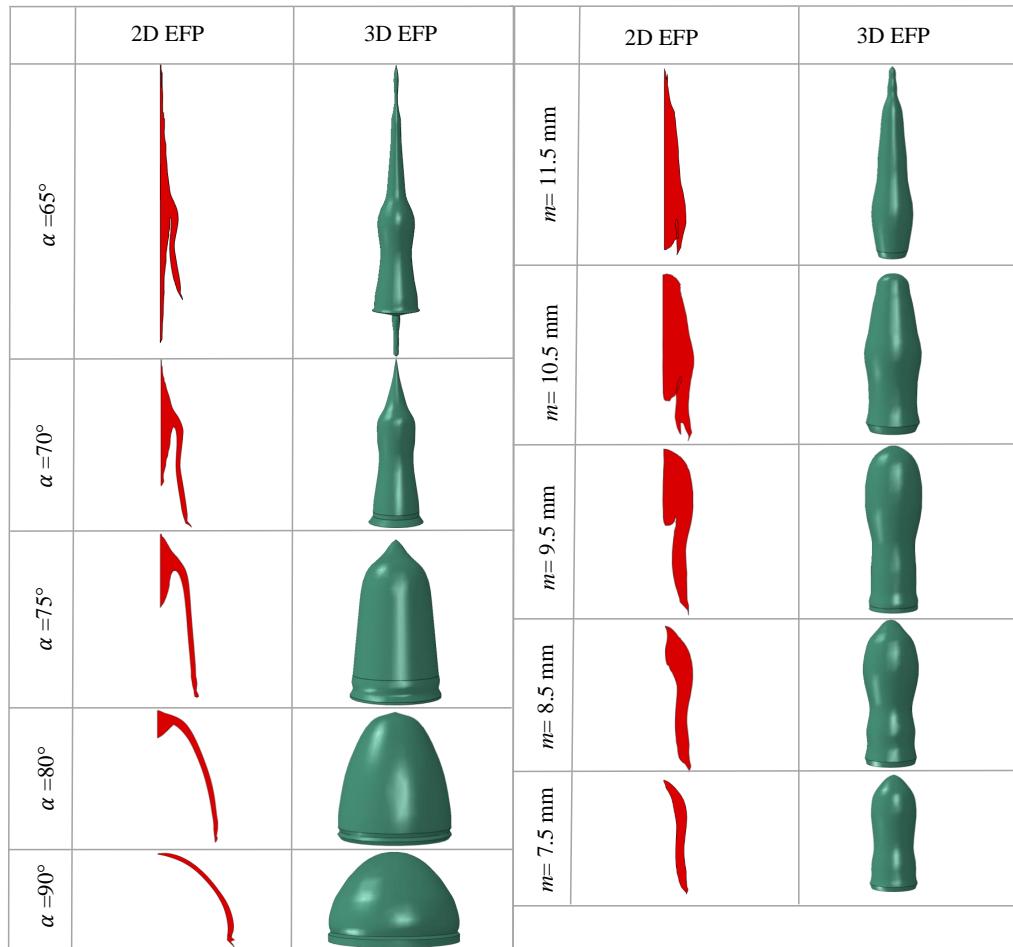 2D EFP
3D EFP
α =65°
α =70°
α =75°
α =80°
α =90°
2D EFP
3D EFP
m= 11.5 mm
m= 10.5 mm
m= 9.5 mm
m= 8.5 mm
m= 7.5 mm